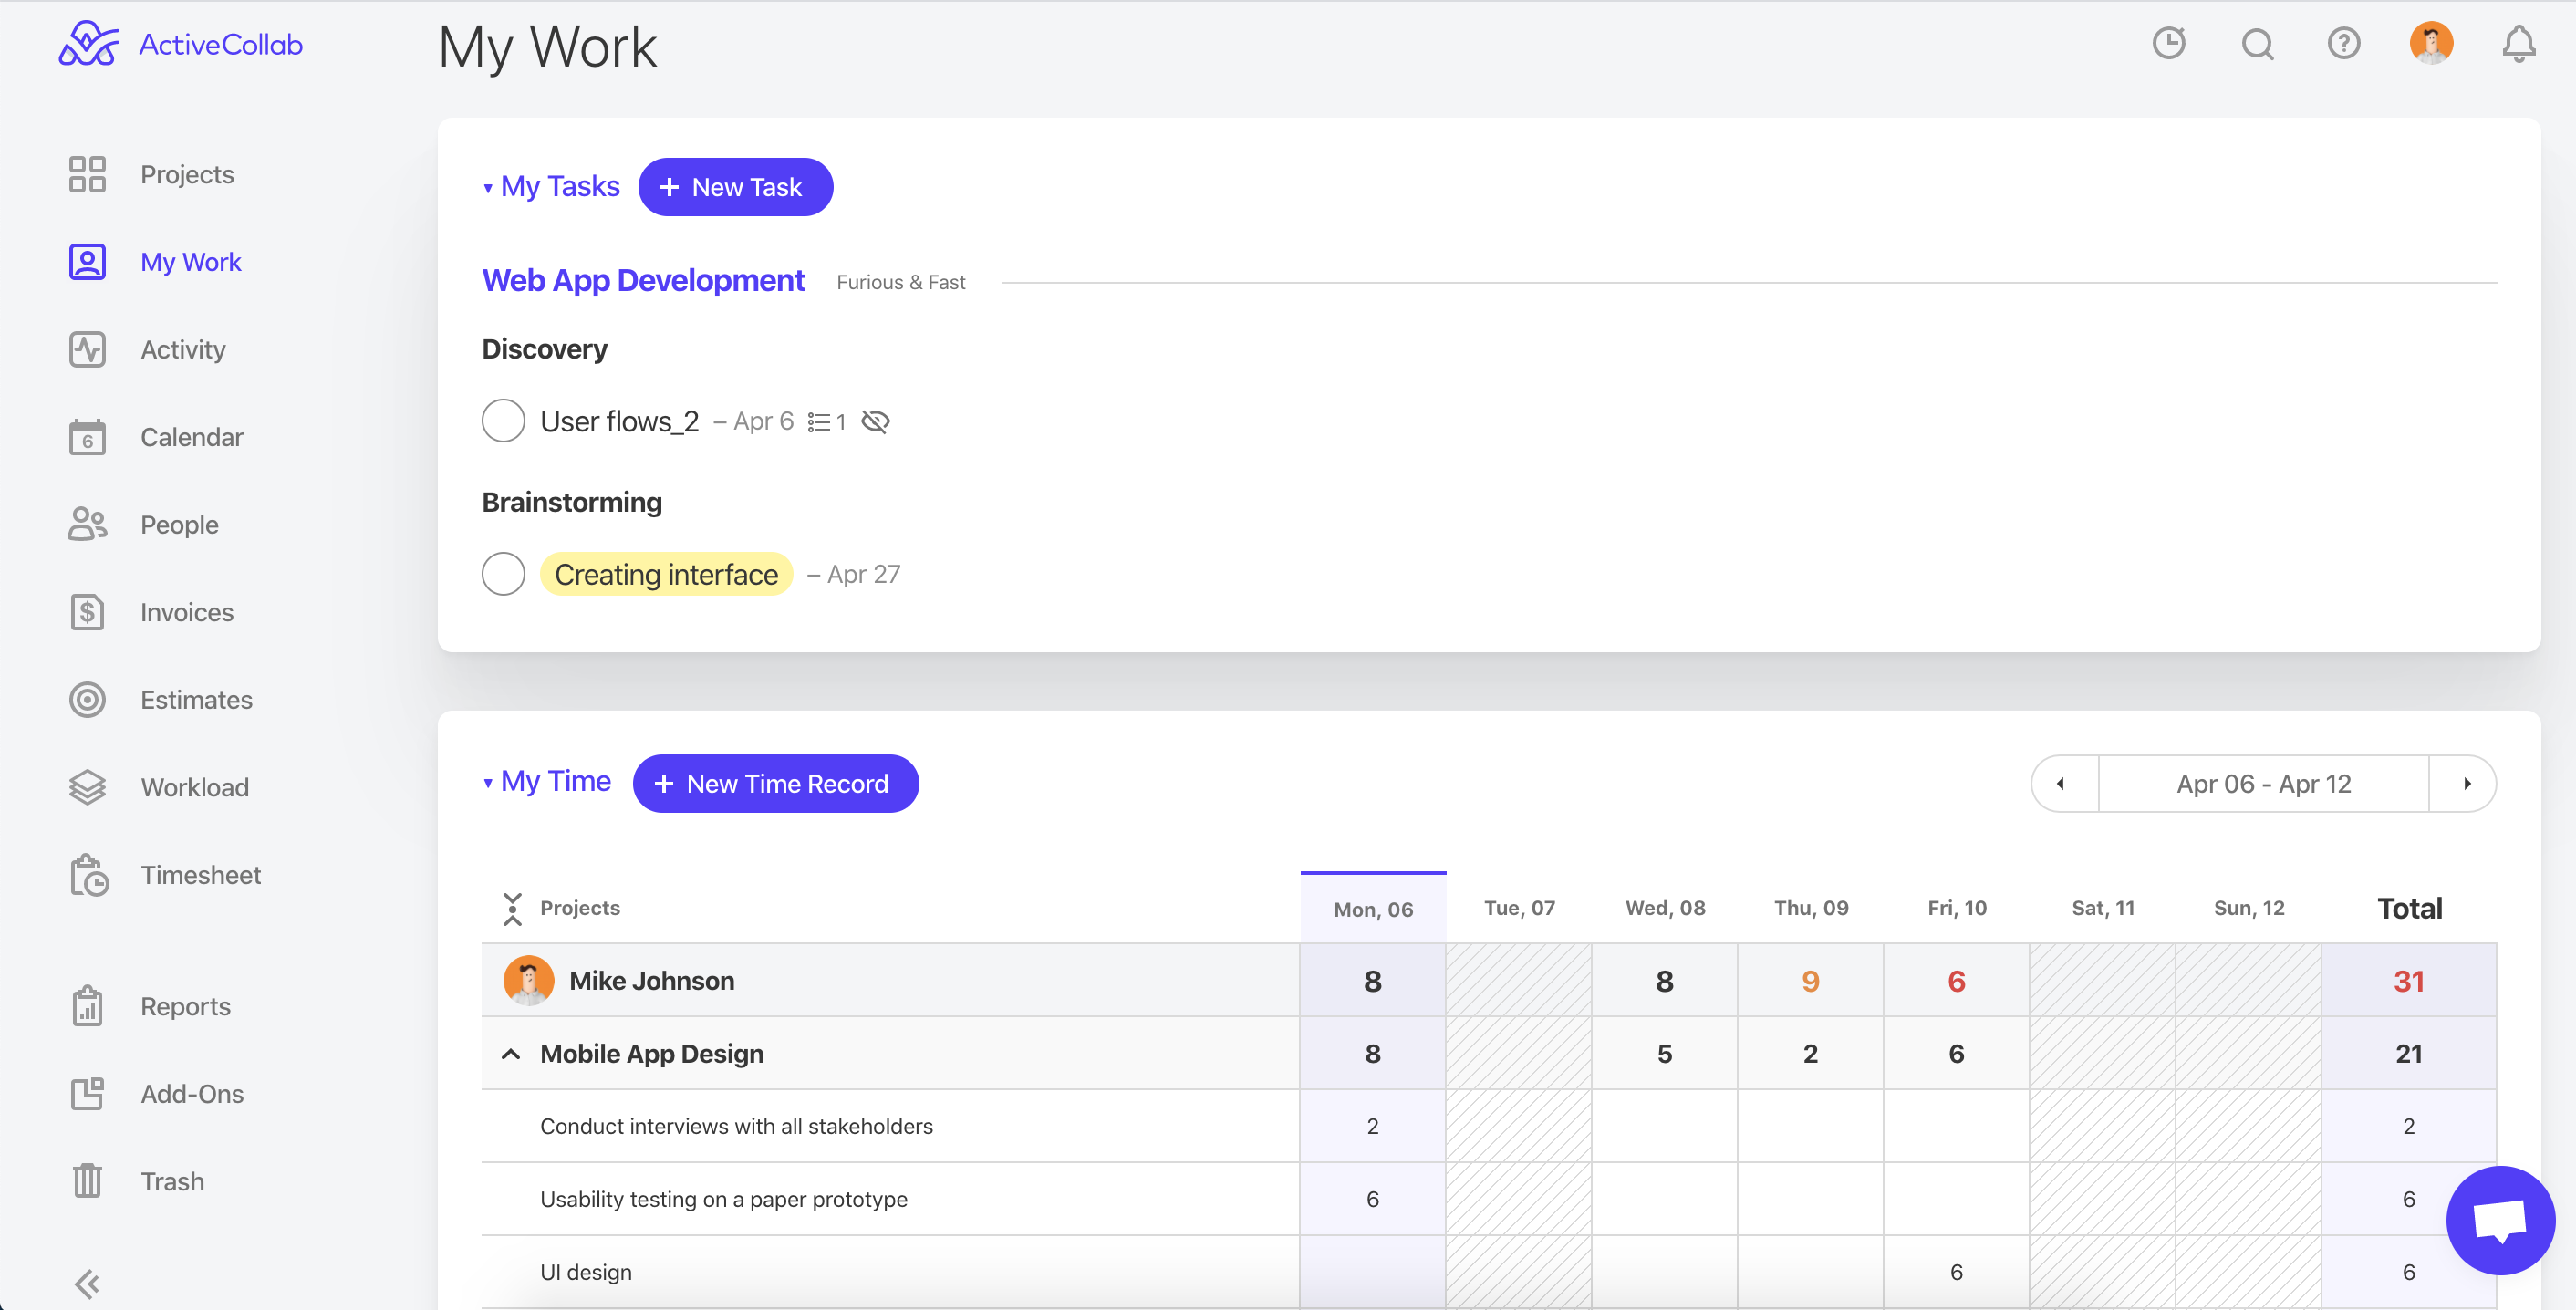 ActiveCollab
My Work
Projects
My Work
Activity
6 Calendar
People
$ Invoices
Estimates
Workload
Timesheet
Reports
Add-Ons
Trash
?
▾ My Tasks + New Task
Web App Development Furious & Fast
Discovery
User flows_2 – Apr 6 1
Brainstorming
Creating interface – Apr 27
▾ My Time + New Time Record Apr 06 - Apr 12
Projects Mon, 06 Tue, 07 Wed, 08 Thu, 09 Fri, 10 Sat, 11 Sun, 12 Total
Mike Johnson 8 8 9 6 31
Mobile App Design 8 5 2 6 21
Conduct interviews with all stakeholders 2 2
Usability testing on a paper prototype 6 6
UI design 6 6